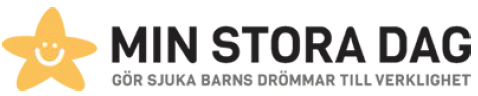 MIN STORA DAG
GÖR SJUKA BARNS DRÖMMAR TILL VERKLIGHET